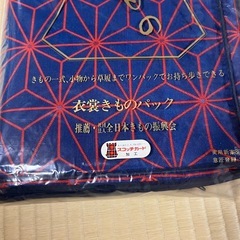 の
きもの一式、小物から草履までワンパックでお持ち歩きできる
衣裳きものパック
推薦・社団法人全日本きもの振興会
スコッチガード
加工